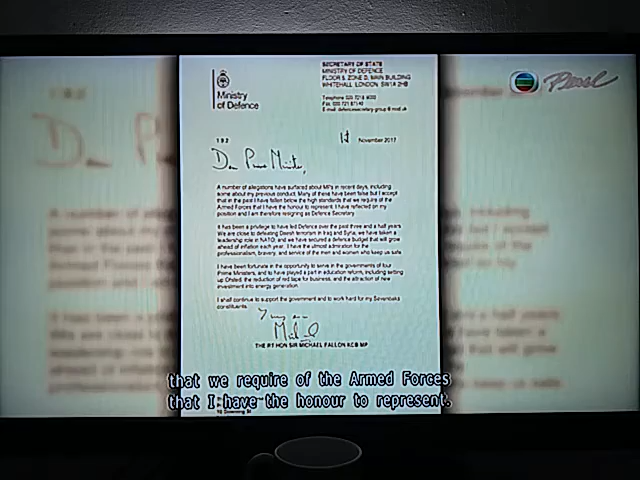 Pearl
Ministry
of Defence
SECRETARY OF STATE
MINISTRY OF DEFENCE
FLOOR 5, ZONE D, MAIN BUILDING
WHITEHALL LONDON SW1A 2HB
Telephone 020 7218 9000
1st November 2017
Dear Prime Minister,
A number of allegations have surfaced about MPs in recent days, including
some about my previous conduct. Many of these have been false but I accept
that in the past I have fallen below the high standards that we require of the
Armed Forces that I have the honour to represent. I have reflected on my
position and I am therefore resigning as Defence Secretary.
It has been a privilege to have led Defence over the past three and a half years.
We are close to defeating Daesh terrorism in Iraq and Syria; we have taken a
leadership role in NATO; and we have secured a defence budget that will grow
ahead of inflation each year. I have the utmost admiration for the
professionalism, bravery, and service of the men and women who keep us safe.
I have been fortunate in the opportunity to serve in the governments of four
Prime Ministers, and to have played a part in education reform, including setting
up Ofsted, the reduction of red tape for business, and the attraction of new
investment into energy generation.
I shall continue to support the government and to work hard for my Sevenoaks
constituents.
Michael
THE RT HON SIR MICHAEL FALLON KCB MP
that we require of the Armed Forces
that I have the honour to represent.
10 Downing St